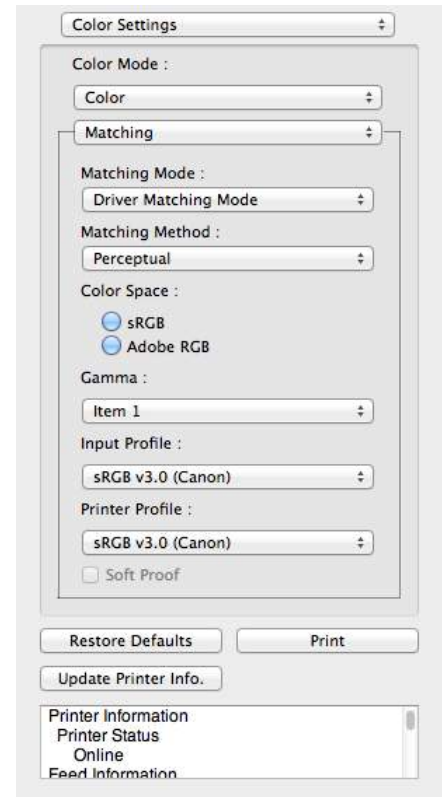 Color Settings
Color Mode :
Color
Matching
Matching Mode :
Driver Matching Mode
Matching Method :
Perceptual
Color Space :
sRGB
Adobe RGB
Gamma :
Item 1
Input Profile :
sRGB v3.0 (Canon)
Printer Profile :
sRGB v3.0 (Canon)
Soft Proof
Restore Defaults Print
Update Printer Info.
Printer Information
Printer Status
Online
Feed Information